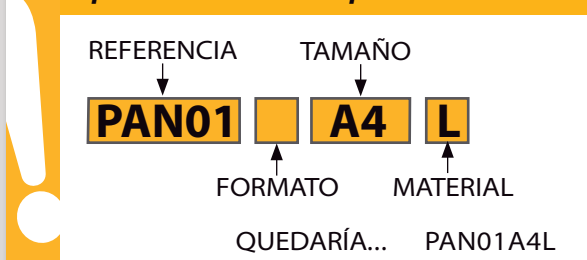 REFERENCIA TAMAÑO
PAN01 A4 L
FORMATO MATERIAL
QUEDARÍA... PAN01A4L